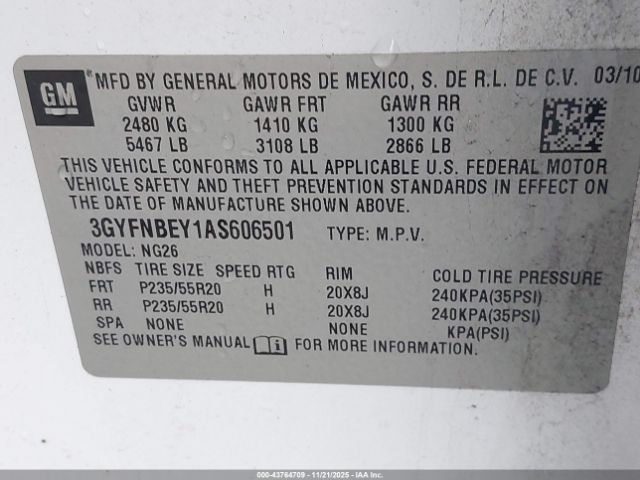 GM
MFD BY GENERAL MOTORS DE MEXICO, S. DE R.L. DE C.V. 03/10
GVWR GAWR FRT GAWR RR
2480 KG 1410 KG 1300 KG
5467 LB 3108 LB 2866 LB
THIS VEHICLE CONFORMS TO ALL APPLICABLE U.S. FEDERAL MOTOR
VEHICLE SAFETY AND THEFT PREVENTION STANDARDS IN EFFECT ON
THE DATE OF MANUFACTURE SHOWN ABOVE.
3GYFNBEY1AS606501 TYPE: M.P.V.
MODEL: NG26
NBFS TIRE SIZE SPEED RTG RIM COLD TIRE PRESSURE
FRT P235/55R20 H 20X8J 240KPA(35PSI)
RR P235/55R20 H 20X8J 240KPA(35PSI)
SPA NONE NONE KPA(PSI)
SEE OWNER'S MANUAL FOR MORE INFORMATION.
000-43764709 - 11/21/2025 - IAAI.COM